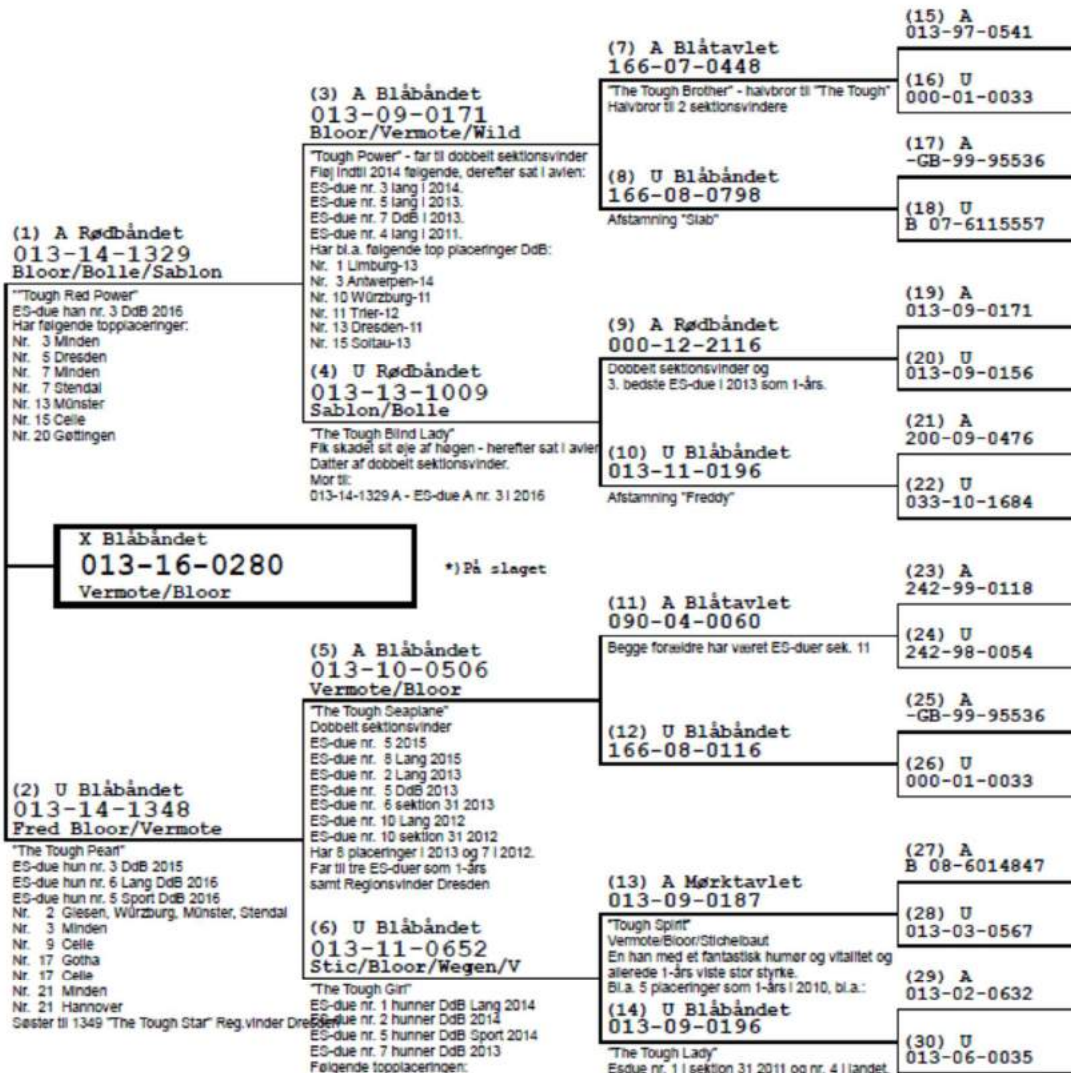 (1) A Rødbåndet
013-14-1329
Bloor/Bolle/Sablon
""Tough Red Power"
ES-due han nr. 3 DdB 2016
Har følgende topplaceringer:
Nr. 3 Minden
Nr. 5 Dresden
Nr. 7 Minden
Nr. 7 Stendal
Nr. 13 Münster
Nr. 15 Celle
Nr. 20 Gøttingen
X Blåbåndet
013-16-0280
Vermote/Bloor
*)På slaget
(2) U Blåbåndet
013-14-1348
Fred Bloor/Vermote
"The Tough Pearl"
ES-due hun nr. 3 DdB 2015
ES-due hun nr. 6 Lang DdB 2016
ES-due hun nr. 5 Sport DdB 2016
Nr. 2 Giesen, Würzburg, Münster, Stendal
Nr. 3 Minden
Nr. 9 Celle
Nr. 17 Gotha
Nr. 17 Celle
Nr. 21 Minden
Nr. 21 Hannover
Søster til 1349 "The Tough Star" Reg.vinder Dresden
(3) A Blåbåndet
013-09-0171
Bloor/Vermote/Wild
"Tough Power" - far til dobbelt sektionsvinder
Fløj indtil 2014 følgende, derefter sat i avlen:
ES-due nr. 3 lang i 2014.
ES-due nr. 5 lang i 2013.
ES-due nr. 7 DdB i 2013.
ES-due nr. 4 lang i 2011.
Har bl.a. følgende top placeringer DdB:
Nr. 1 Limburg-13
Nr. 3 Antwerpen-14
Nr. 10 Würzburg-11
Nr. 11 Trier-12
Nr. 13 Dresden-11
Nr. 15 Soltau-13
(4) U Rødbåndet
013-13-1009
Sablon/Bolle
"The Tough Blind Lady"
Fik skadet sit øje af høgen - herefter sat i avlen
Datter af dobbelt sektionsvinder.
Mor til:
013-14-1329 A - ES-due A nr. 3 i 2016
(5) A Blåbåndet
013-10-0506
Vermote/Bloor
"The Tough Seaplane"
Dobbelt sektionsvinder
ES-due nr. 5 2015
ES-due nr. 8 Lang 2015
ES-due nr. 2 Lang 2013
ES-due nr. 5 DdB 2013
ES-due nr. 6 sektion 31 2013
ES-due nr. 10 Lang 2012
ES-due nr. 10 sektion 31 2012
Har 8 placeringer i 2013 og 7 i 2012.
Far til tre ES-duer som 1-års
samt Regionsvinder Dresden
(6) U Blåbåndet
013-11-0652
Stic/Bloor/Wegen/V
"The Tough Girl"
ES-due nr. 1 hunner DdB Lang 2014
ES-due nr. 2 hunner DdB 2014
ES-due nr. 5 hunner DdB Sport 2014
ES-due nr. 7 hunner DdB 2013
Følgende topplaceringen:
(7) A Blåtavlet
166-07-0448
"The Tough Brother" - halvbror til "The Tough"
Halvbror til 2 sektionsvindere
(8) U Blåbåndet
166-08-0798
Afstamning "Slab"
(9) A Rødbåndet
000-12-2116
Dobbelt sektionsvinder og
3. bedste ES-due i 2013 som 1-års.
(10) U Blåbåndet
013-11-0196
Afstamning "Freddy"
(11) A Blåtavlet
090-04-0060
Begge forældre har været ES-duer sek. 11
(12) U Blåbåndet
166-08-0116
(13) A Mørktavlet
013-09-0187
"Tough Spirit"
Vermote/Bloor/Stichelbaut
En han med et fantastisk humør og vitalitet og
allerede 1-års viste stor styrke.
Bl.a. 5 placeringer som 1-års i 2010, bl.a.:
(14) U Blåbåndet
013-09-0196
"The Tough Lady"
Esdue nr. 1 i sektion 31 2011 og nr. 4 i landet.
(15) A
013-97-0541
(16) U
000-01-0033
(17) A
-GB-99-95536
(18) U
B 07-6115557
(19) A
013-09-0171
(20) U
013-09-0156
(21) A
200-09-0476
(22) U
033-10-1684
(23) A
242-99-0118
(24) U
242-98-0054
(25) A
-GB-99-95536
(26) U
000-01-0033
(27) A
B 08-6014847
(28) U
013-03-0567
(29) A
013-02-0632
(30) U
013-06-0035